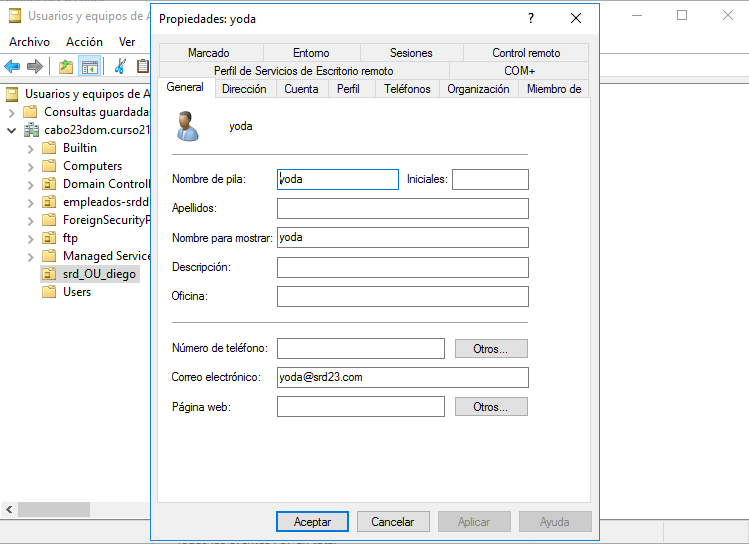 Usuarios y equipos de A
Propiedades: yoda
?
Archivo Acción Ver
Marcado Entorno Sesiones Control remoto
Perfil de Servicios de Escritorio remoto COM+
General Dirección Cuenta Perfil Teléfonos Organización Miembro de
Usuarios y equipos de A
Consultas guardadas
cabo23dom.curso21
Builtin
Computers
Domain Controll
empleados-srdd
ForeignSecurityP
ftp
Managed Service
srd_OU_diego
Users
yoda
Nombre de pila: yoda Iniciales:
Apellidos:
Nombre para mostrar: yoda
Descripción:
Oficina:
Número de teléfono: Otros...
Correo electrónico: yoda@srd23.com
Página web: Otros...
Aceptar Cancelar Aplicar Ayuda